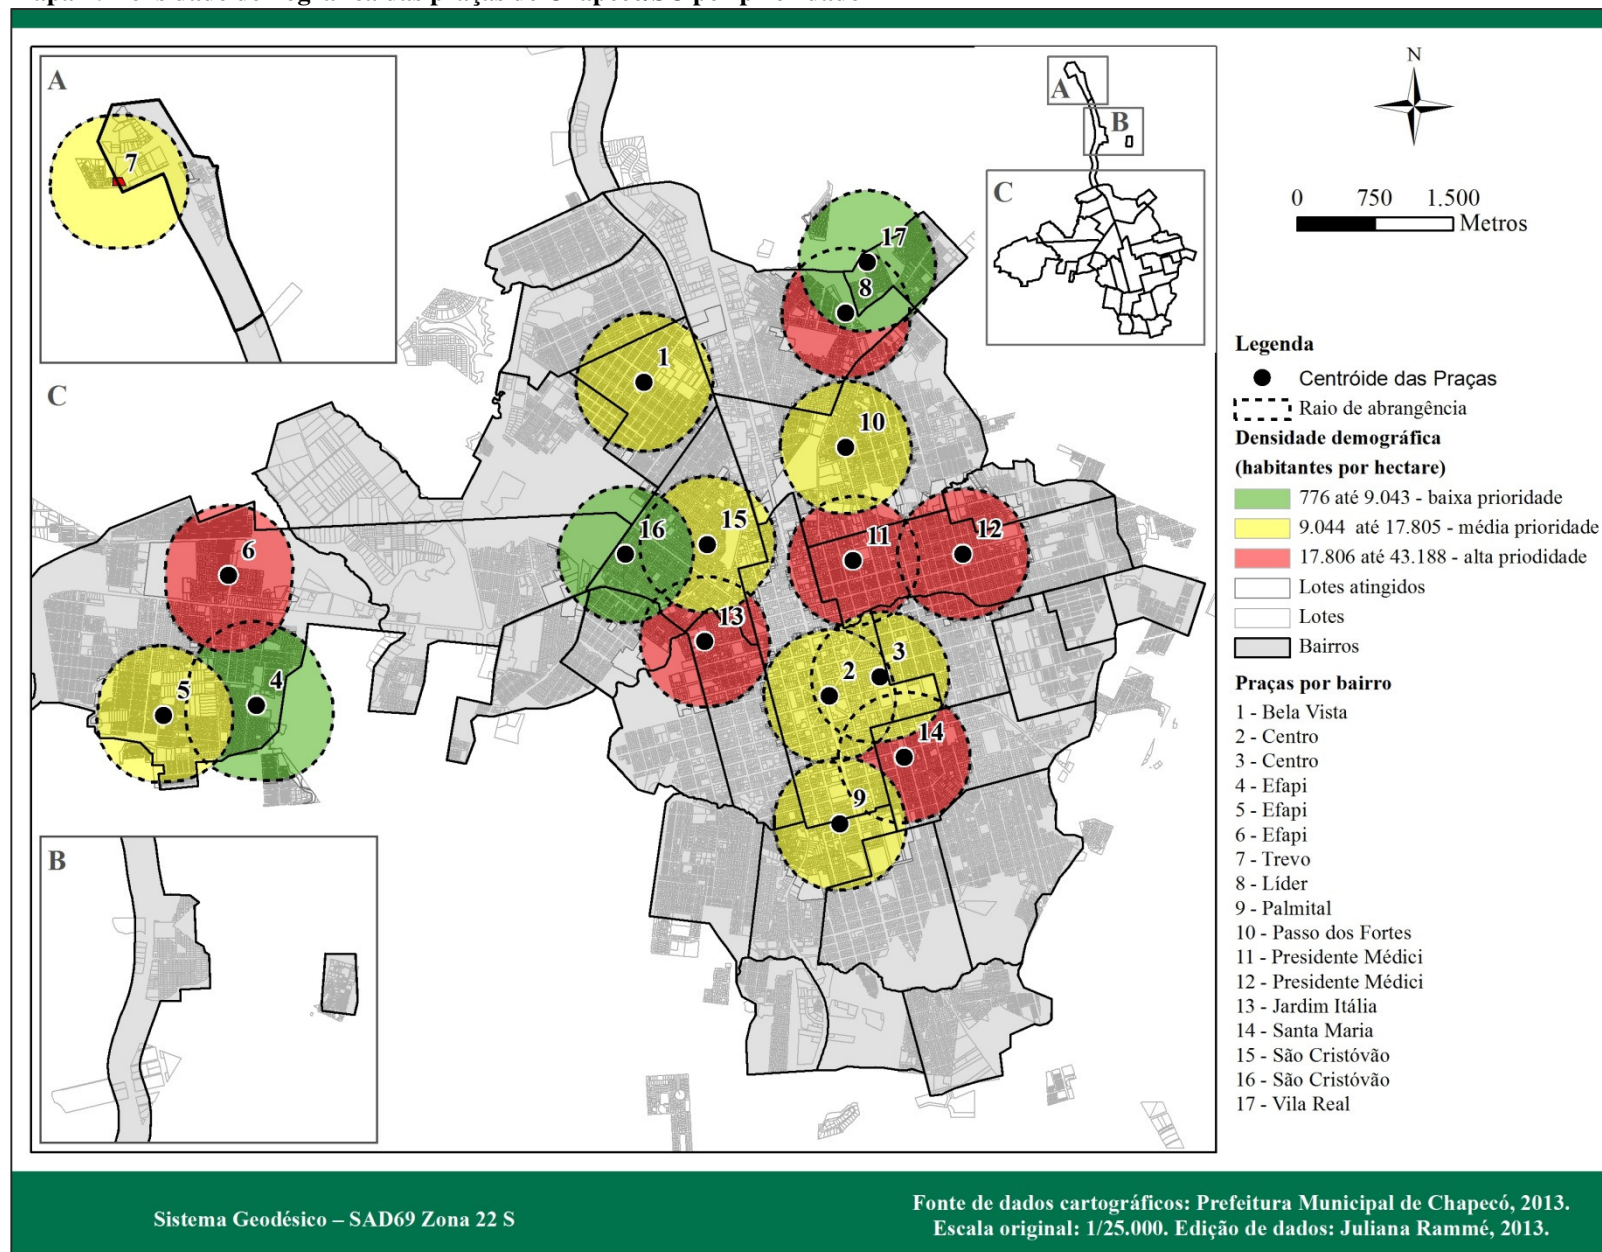 A
7
C
1
17
8
10
16
15
11
12
13
6
5
4
2
3
14
9
B
A
B
C
N
0 750 1.500
Metros
Legenda
Centróide das Praças
Raio de abrangência
Densidade demográfica
(habitantes por hectare)
776 até 9.043 - baixa prioridade
9.044 até 17.805 - média prioridade
17.806 até 43.188 - alta priodidade
Lotes atingidos
Lotes
Bairros
Praças por bairro
1 - Bela Vista
2 - Centro
3 - Centro
4 - Efapi
5 - Efapi
6 - Efapi
7 - Trevo
8 - Líder
9 - Palmital
10 - Passo dos Fortes
11 - Presidente Médici
12 - Presidente Médici
13 - Jardim Itália
14 - Santa Maria
15 - São Cristóvão
16 - São Cristóvão
17 - Vila Real
Sistema Geodésico – SAD69 Zona 22 S
Fonte de dados cartográficos: Prefeitura Municipal de Chapecó, 2013.
Escala original: 1/25.000. Edição de dados: Juliana Rammé, 2013.